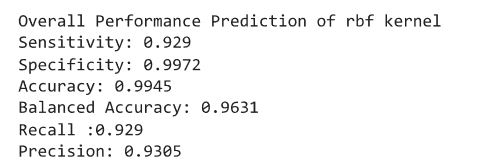 Overall Performance Prediction of rbf kernel
Sensitivity: 0.929
Specificity: 0.9972
Accuracy: 0.9945
Balanced Accuracy: 0.9631
Recall :0.929
Precision: 0.9305